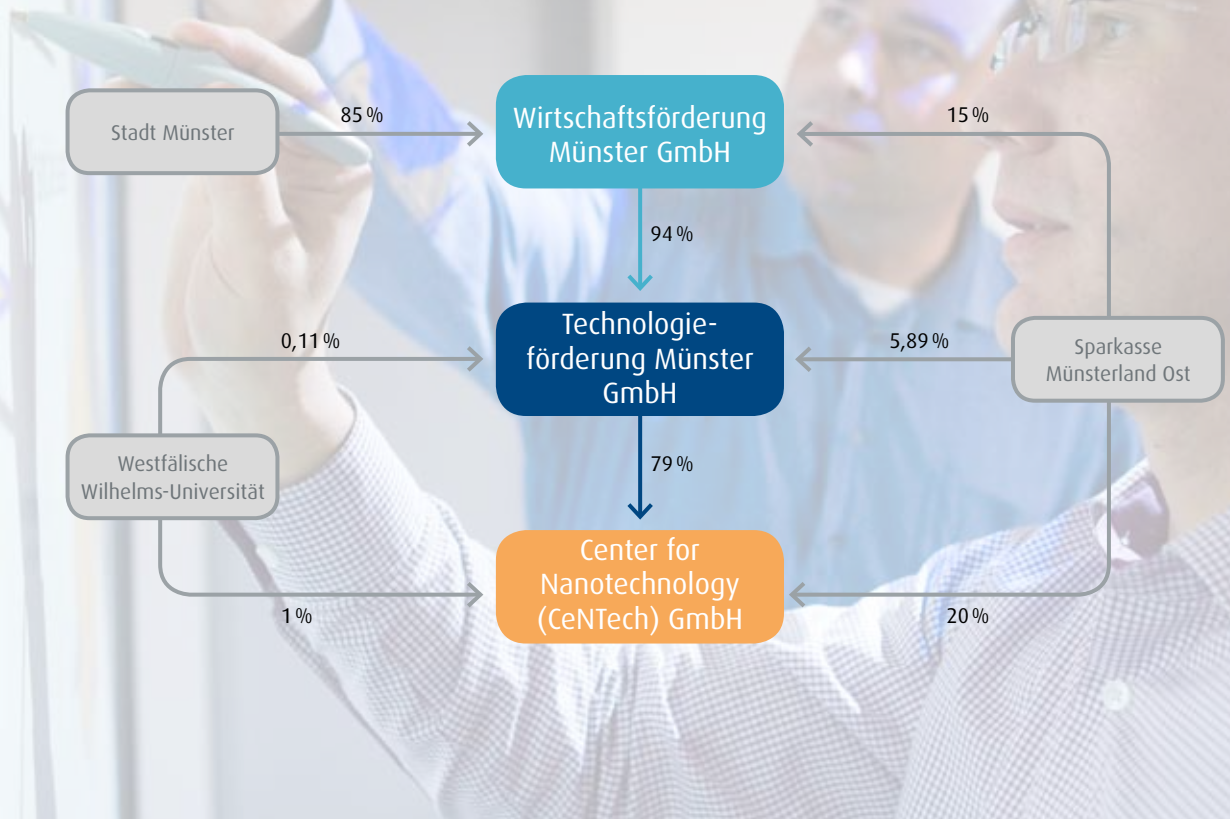 Stadt Münster
85 %
Wirtschaftsförderung
Münster GmbH
15 %
94 %
0,11 %
Technologie-
förderung Münster
GmbH
5,89 %
Sparkasse
Münsterland Ost
Westfälische
Wilhelms-Universität
79 %
Center for
Nanotechnology
(CeNTech) GmbH
1 %
20 %